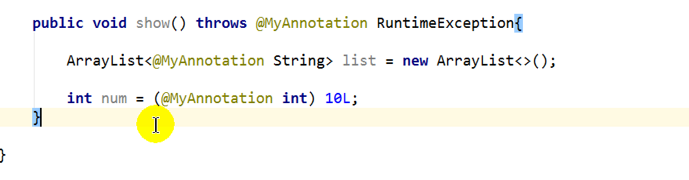 public void show() throws @MyAnnotation RuntimeException{
ArrayList<@MyAnnotation String> list = new ArrayList<>();
int num = (@MyAnnotation int) 10L;
}
}